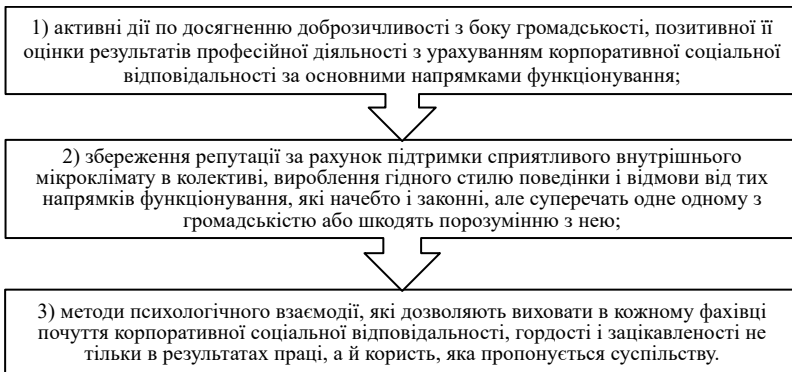 1) активні дії по досягненню доброзичливості з боку громадськості, позитивної її
оцінки результатів професійної діяльності з урахуванням корпоративної соціальної
відповідальності за основними напрямками функціонування;
2) збереження репутації за рахунок підтримки сприятливого внутрішнього
мікроклімату в колективі, вироблення гідного стилю поведінки і відмови від тих
напрямків функціонування, які начебто і законні, але суперечать одне одному з
громадськістю або шкодять порозумінню з нею;
3) методи психологічного взаємодії, які дозволяють виховати в кожному фахівці
почуття корпоративної соціальної відповідальності, гордості і зацікавленості не
тільки в результатах праці, а й користь, яка пропонується суспільству.